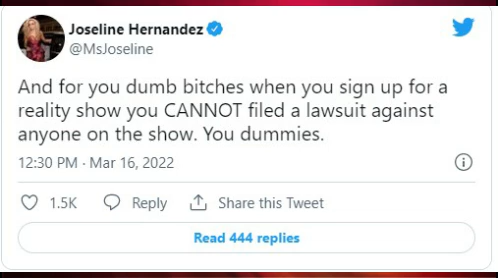 Joseline Hernandez
@MsJoseline
And for you dumb bitches when you sign up for a
reality show you CANNOT filed a lawsuit against
anyone on the show. You dummies.
12:30 PM · Mar 16, 2022
1.5K Reply Share this Tweet
Read 444 replies